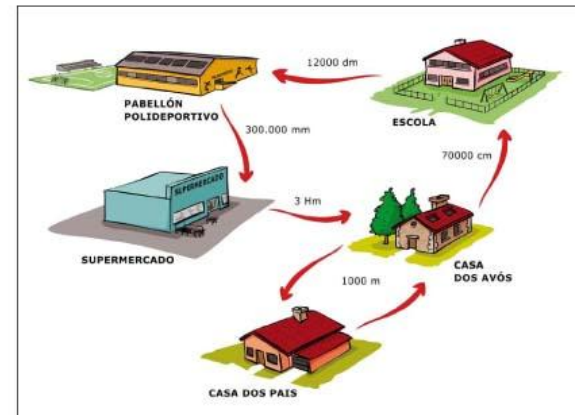 12000 dm
PABELLÓN
POLIDEPORTIVO
ESCOLA
300.000 mm
70000 cm
SUPERMERCADO
3 Hm
SUPERMERCADO
CASA
DOS AVÓS
1000 m
CASA DOS PAIS